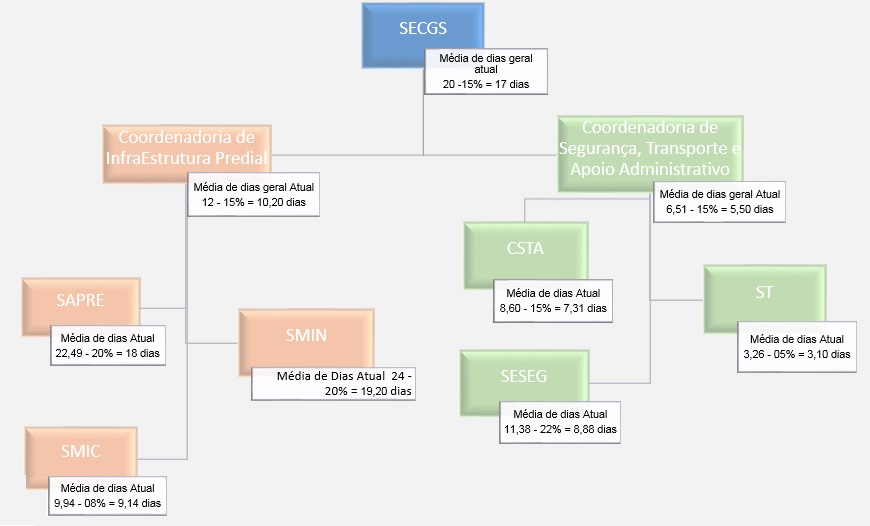 SECGS
Média de dias geral
atual
20 -15% = 17 dias
Coordenadoria de
InfraEstrutura Predial
Média de dias geral Atual
12 - 15% = 10,20 dias
Coordenadoria de
Segurança, Transporte e
Apoio Administrativo
Média de dias geral Atual
6,51 - 15% = 5,50 dias
SAPRE
Média de dias Atual
22,49 - 20% = 18 dias
SMIN
Média de Dias Atual 24 -
20% = 19,20 dias
SMIC
Média de dias Atual
9,94 - 08% = 9,14 dias
CSTA
Média de dias Atual
8,60 - 15% = 7,31 dias
ST
Média de dias Atual
3,26 - 05% = 3,10 dias
SESEG
Média de dias Atual
11,38 - 22% = 8,88 dias